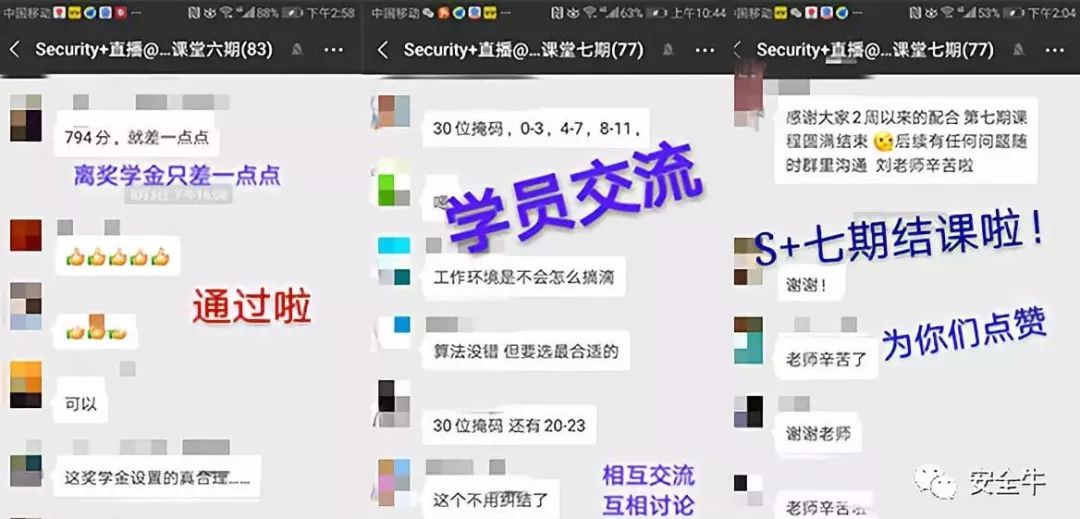 中国移动
88%
下午2:58
Security+直播@...课堂六期(83)
794分，就差一点点
离奖学金只差一点点
通过啦
可以
这奖学金设置的真合理……
中国移动
63%
上午10:44
Security+直播@...课堂七期(77)
30位掩码，0-3，4-7，8-11，
嗯
学员交流
工作环境是不会怎么搞滴
算法没错 但要选最合适的
30位掩码 还有20-23
相互交流
互相讨论
这个不用纠结了
中国移动
53%
下午2:04
Security+直播@...课堂七期(77)
感谢大家2周以来的配合 第七期课
程圆满结束 后续有任何问题随
时群里沟通 刘老师辛苦啦
S+七期结课啦！
谢谢！
为你们点赞
老师辛苦了
谢谢老师
老师辛苦啦
安全牛